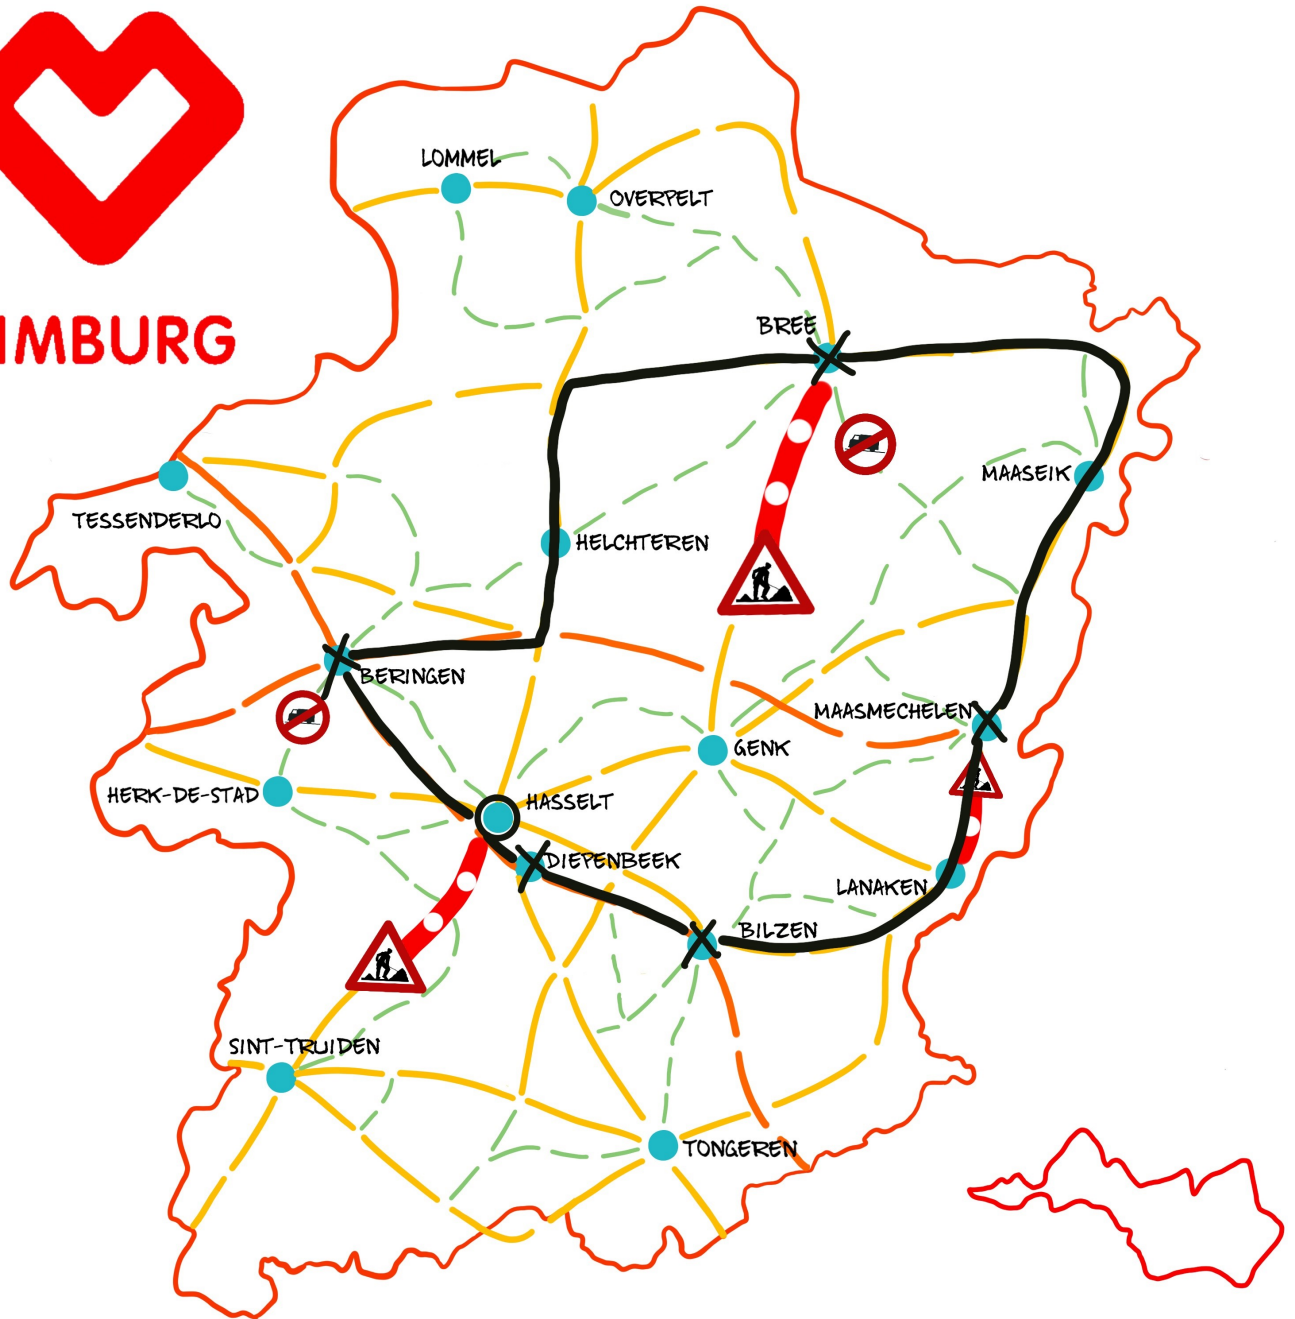 LOMMEL
OVERPELT
IMBURG
BREE
MAASEIK
TESSENDERLO
HELCHTEREN
BERINGEN
MAASMECHELEN
GENK
HERK-DE-STAD
HASSELT
DIEPENBEEK
LANAKEN
BILZEN
SINT-TRUIDEN
TONGEREN